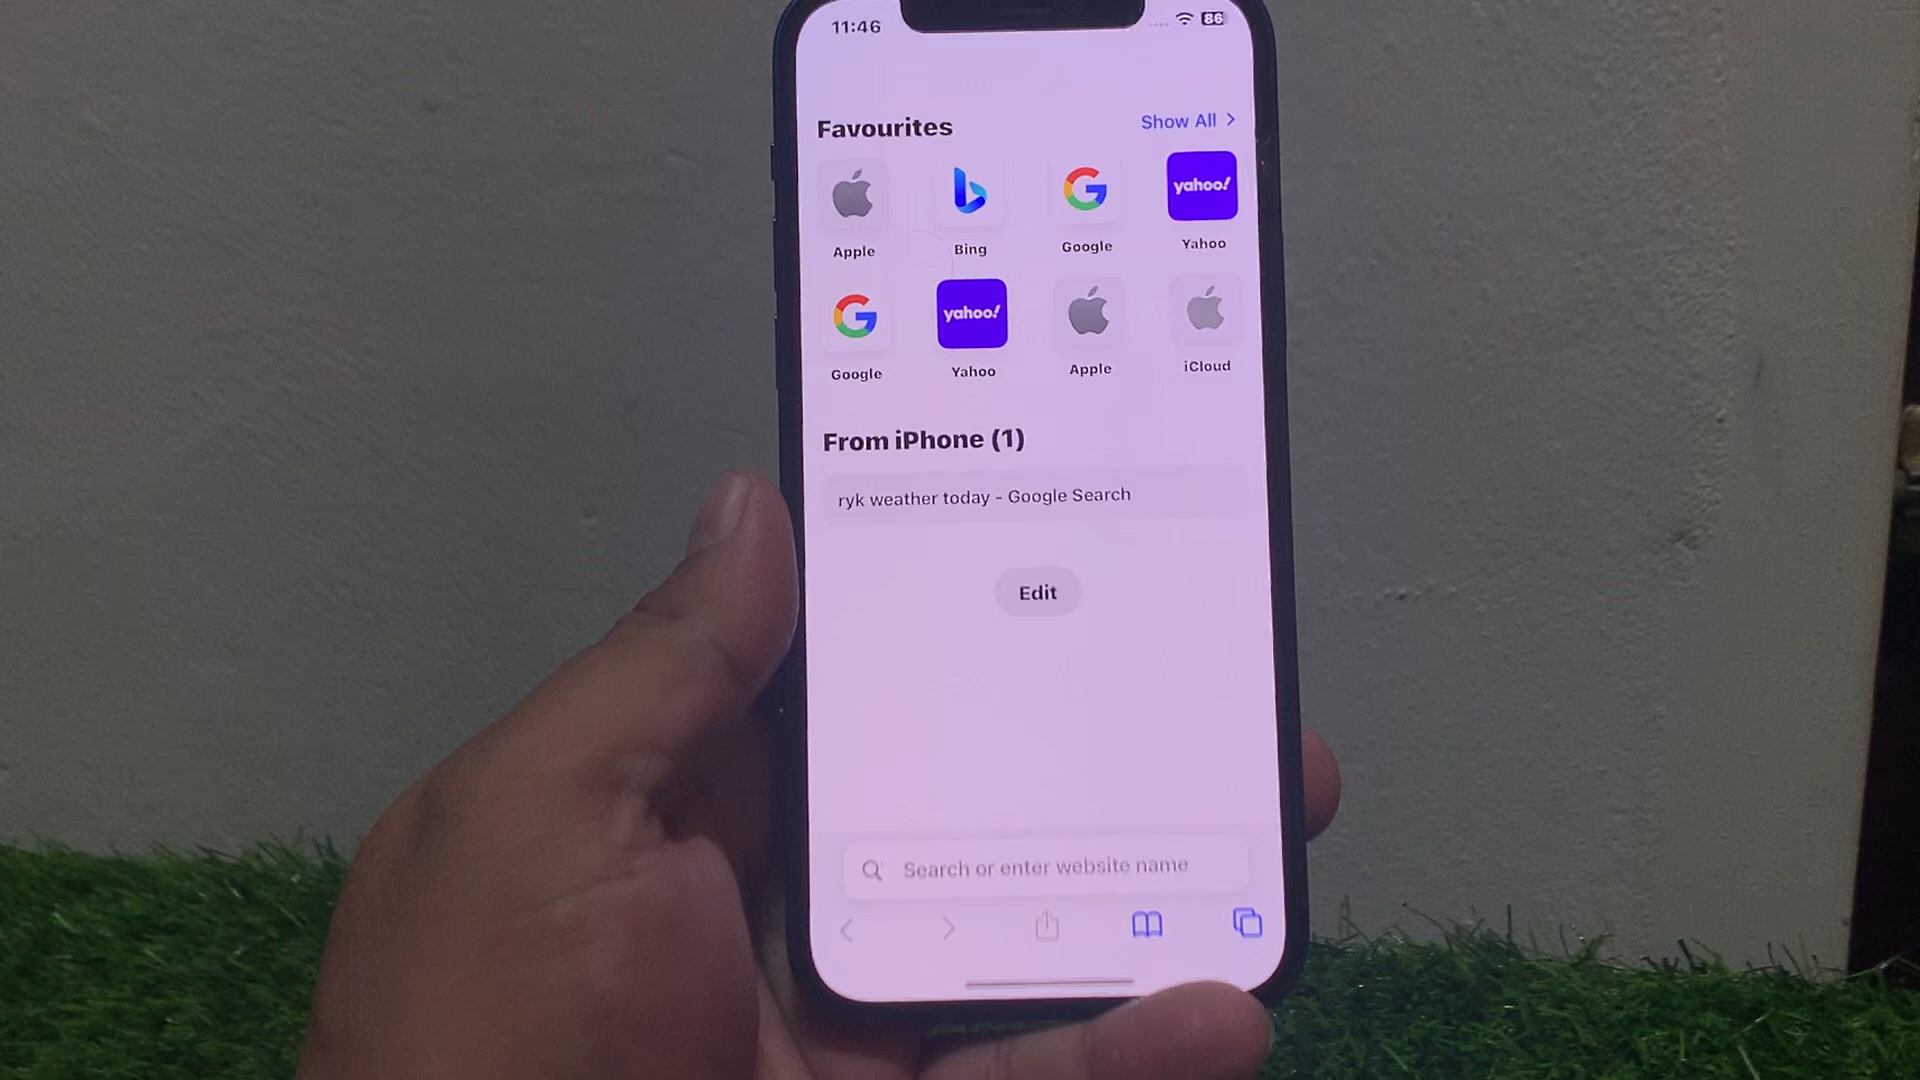 11:46
86
Favourites
Show All
yahoo!
Apple
Bing
Google
Yahoo
yahoo!
Google
Yahoo
Apple
iCloud
From iPhone (1)
ryk weather today - Google Search
Edit
Search or enter website name